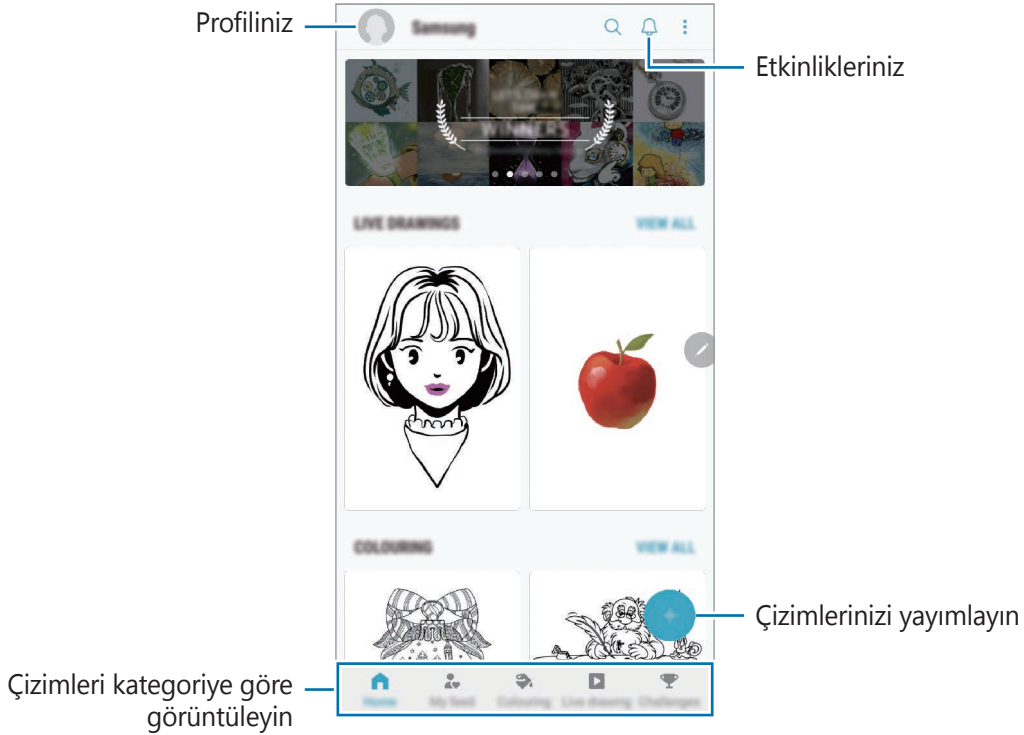 Profiliniz
Samsung
Etkinlikleriniz
WINNERS
LIVE DRAWINGS
VIEW ALL
COLOURING
VIEW ALL
Çizimlerinizi yayımlayın
Çizimleri kategoriye göre
görüntüleyin
Home
My feed
Colouring
Live drawing
Challenges